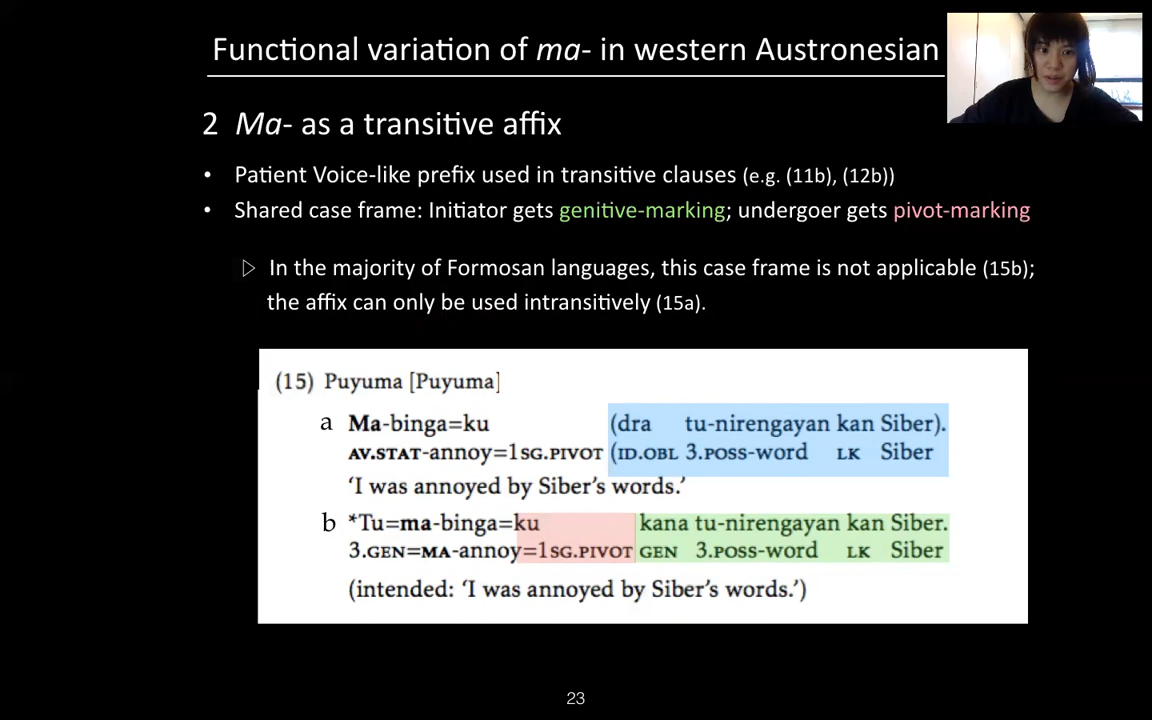 Functional variation of ma- in western Austronesian
2 Ma- as a transitive affix
• Patient Voice-like prefix used in transitive clauses (e.g. (11b), (12b))
• Shared case frame: Initiator gets genitive-marking; undergoer gets pivot-marking
▷ In the majority of Formosan languages, this case frame is not applicable (15b);
the affix can only be used intransitively (15a).
(15) Puyuma [Puyuma]
a Ma-binga=ku (dra tu-nirengayan kan Siber).
AV.STAT-annoy=1SG.PIVOT (ID.OBL 3.POSS-word LK Siber
‘I was annoyed by Siber’s words.’
b *Tu=ma-binga=ku kana tu-nirengayan kan Siber.
3.GEN=MA-annoy=1SG.PIVOT GEN 3.POSS-word LK Siber
(intended: ‘I was annoyed by Siber’s words.’)
23